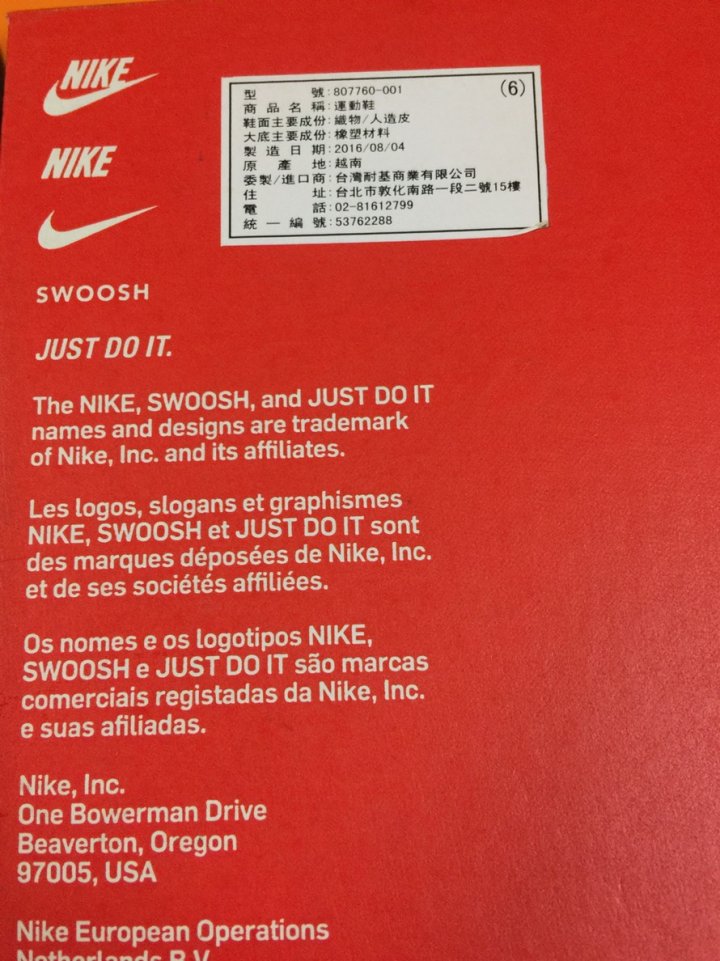 NIKE
NIKE
SWOOSH
JUST DO IT.
(6)
型號:807760-001
商品名稱:運動鞋
鞋面主要成份:織物/人造皮
大底主要成份:橡塑材料
製造日期:2016/08/04
原產地:越南
委製/進口商:台灣耐基商業有限公司
住址:台北市敦化南路一段二號15樓
電話:02-81612799
統一編號:53762288
The NIKE, SWOOSH, and JUST DO IT
names and designs are trademark
of Nike, Inc. and its affiliates.
Les logos, slogans et graphismes
NIKE, SWOOSH et JUST DO IT sont
des marques déposées de Nike, Inc.
et de ses sociétés affiliées.
Os nomes e os logotipos NIKE,
SWOOSH e JUST DO IT são marcas
comerciais registadas da Nike, Inc.
e suas afiliadas.
Nike, Inc.
One Bowerman Drive
Beaverton, Oregon
97005, USA
Nike European Operations
Netherlands B.V.